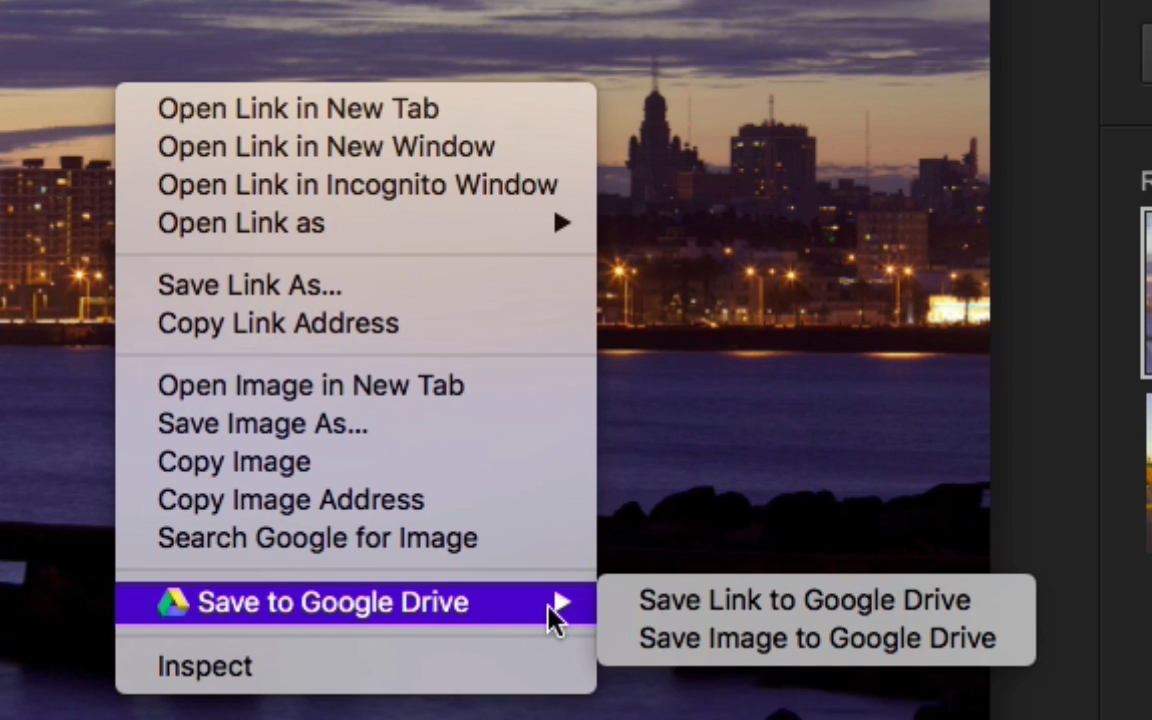 Open Link in New Tab
Open Link in New Window
Open Link in Incognito Window
Open Link as
Save Link As...
Copy Link Address
Open Image in New Tab
Save Image As...
Copy Image
Copy Image Address
Search Google for Image
Save to Google Drive
Save Link to Google Drive
Save Image to Google Drive
Inspect